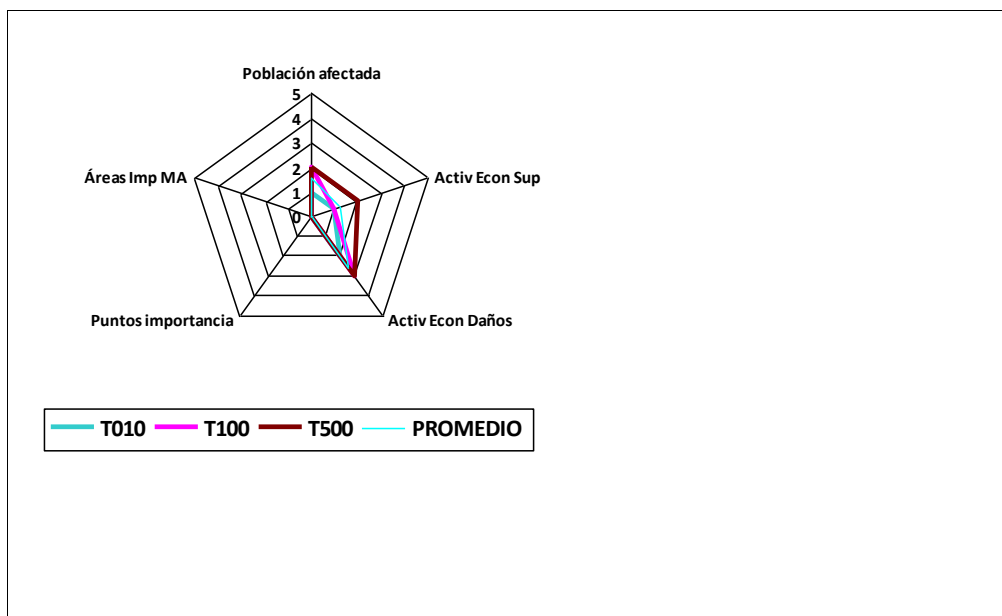 Población afectada
5
4
3
2
1
0
Áreas Imp MA
Activ Econ Sup
Puntos importancia
Activ Econ Daños
T010 T100 T500 PROMEDIO